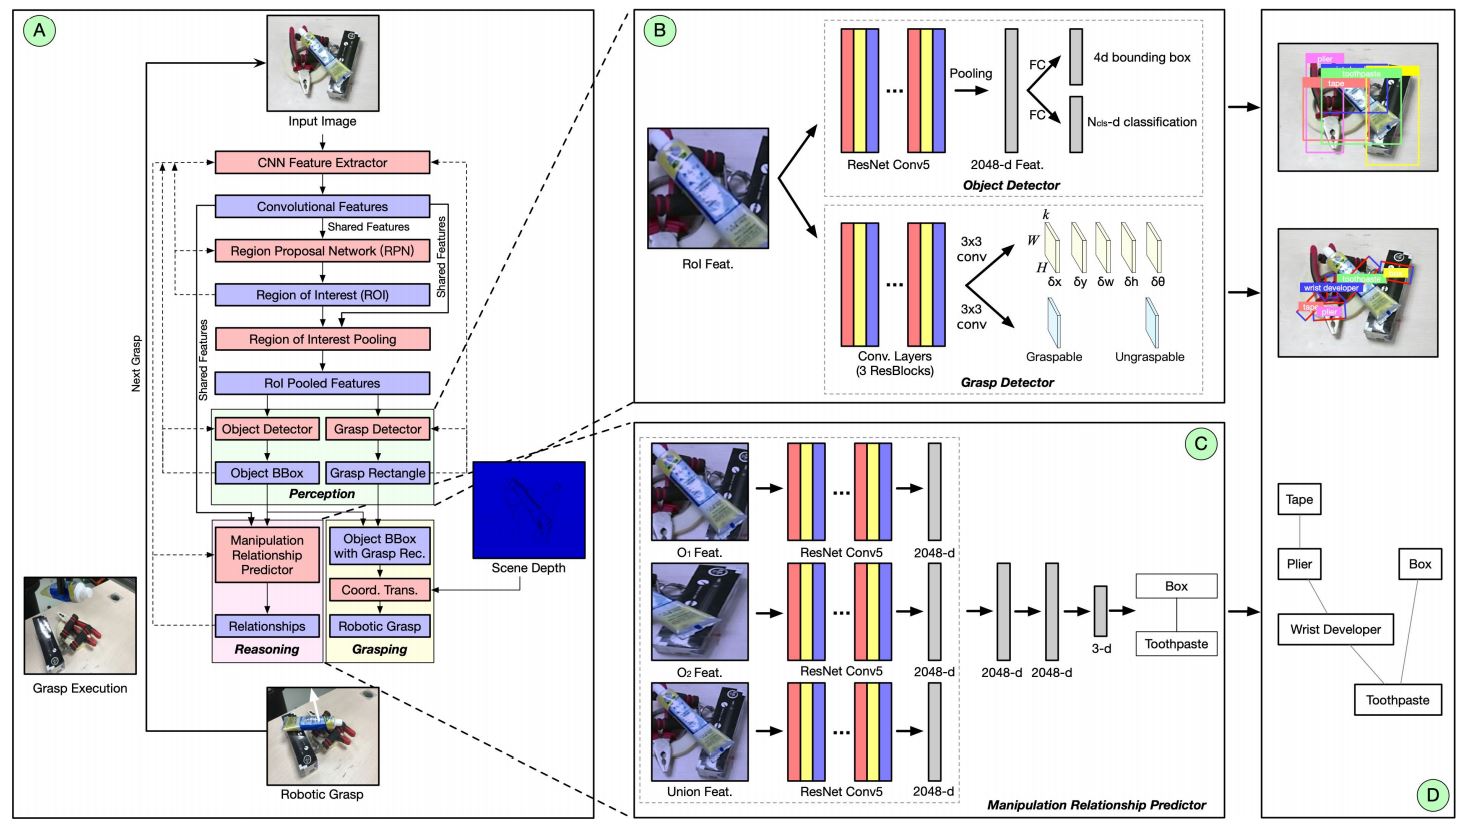 A
Input Image
CNN Feature Extractor
Convolutional Features
Shared Features
Region Proposal Network (RPN)
Shared Features
Region of Interest (ROI)
Region of Interest Pooling
Next Grasp
Shared Features
RoI Pooled Features
Object Detector
Grasp Detector
Object BBox
Grasp Rectangle
Perception
Manipulation
Relationship
Predictor
Object BBox
with Grasp Rec.
Scene Depth
Coord. Trans.
Relationships
Robotic Grasp
Reasoning
Grasping
Grasp Execution
Robotic Grasp
B
RoI Feat.
ResNet Conv5
Pooling
2048-d Feat.
FC
FC
4d bounding box
Ncls-d classification
Object Detector
Conv. Layers
(3 ResBlocks)
3x3
conv
3x3
conv
k
W
H
δx
δy
δw
δh
δθ
Graspable
Ungraspable
Grasp Detector
C
O1 Feat.
ResNet Conv5
2048-d
O2 Feat.
ResNet Conv5
2048-d
Union Feat.
ResNet Conv5
2048-d
2048-d
2048-d
3-d
Box
Toothpaste
Manipulation Relationship Predictor
plier
toothpaste
tape
toothpaste
wrist developer
tape
plier
Tape
Plier
Box
Wrist Developer
Toothpaste
D